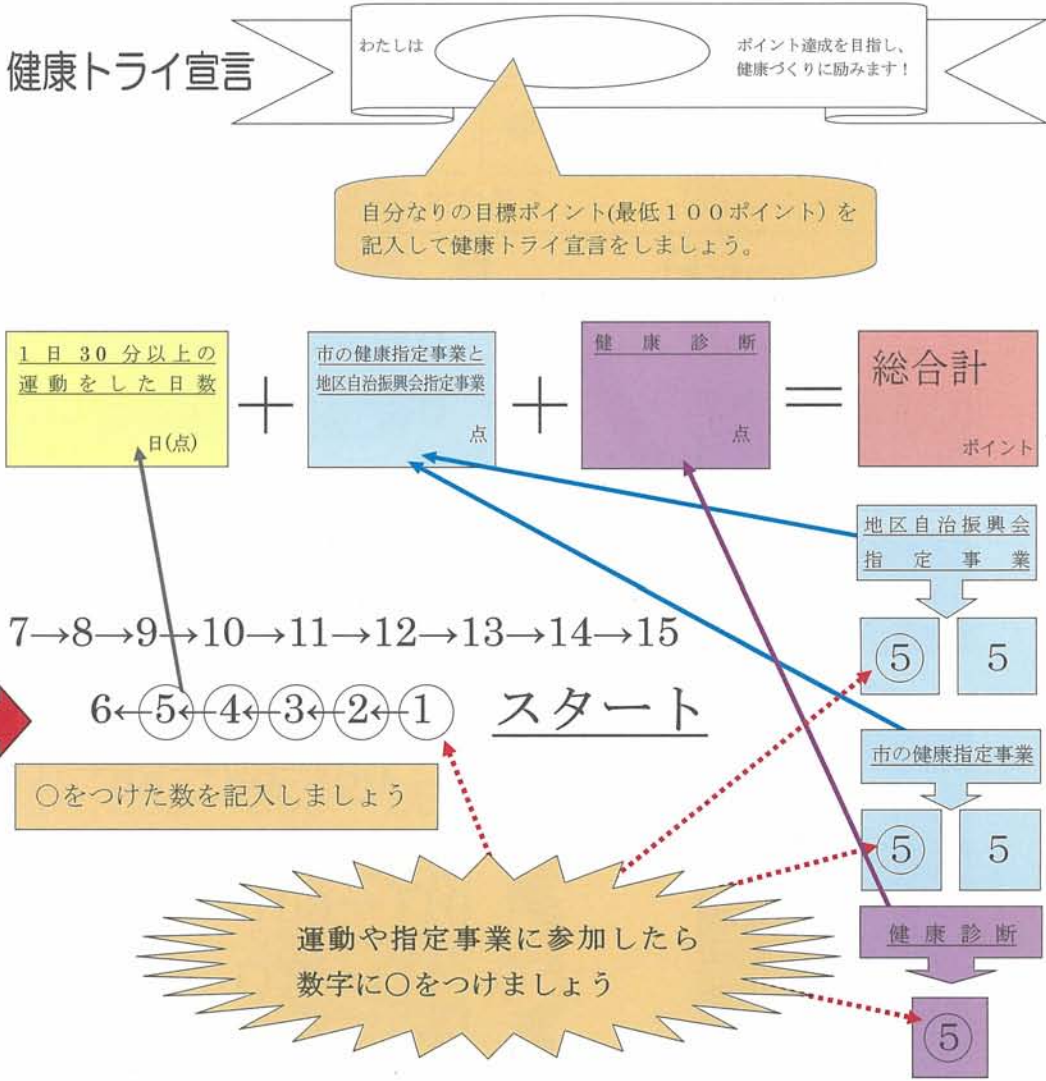 健康トライ宣言
わたしは
ポイント達成を目指し、
健康づくりに励みます！
自分なりの目標ポイント(最低１００ポイント）を
記入して健康トライ宣言をしましょう。
１日 30 分以上の
運動をした日数
日(点)
＋
市の健康指定事業と
地区自治振興会指定事業
点
＋
健康診断
点
＝
総合計
ポイント
地区自治振興会
指定事業
⑤ 5
7→8→9→10→11→12→13→14→15
6←⑤←④←③←②←① スタート
市の健康指定事業
⑤ 5
○をつけた数を記入しましょう
運動や指定事業に参加したら
数字に○をつけましょう
健康診断
⑤